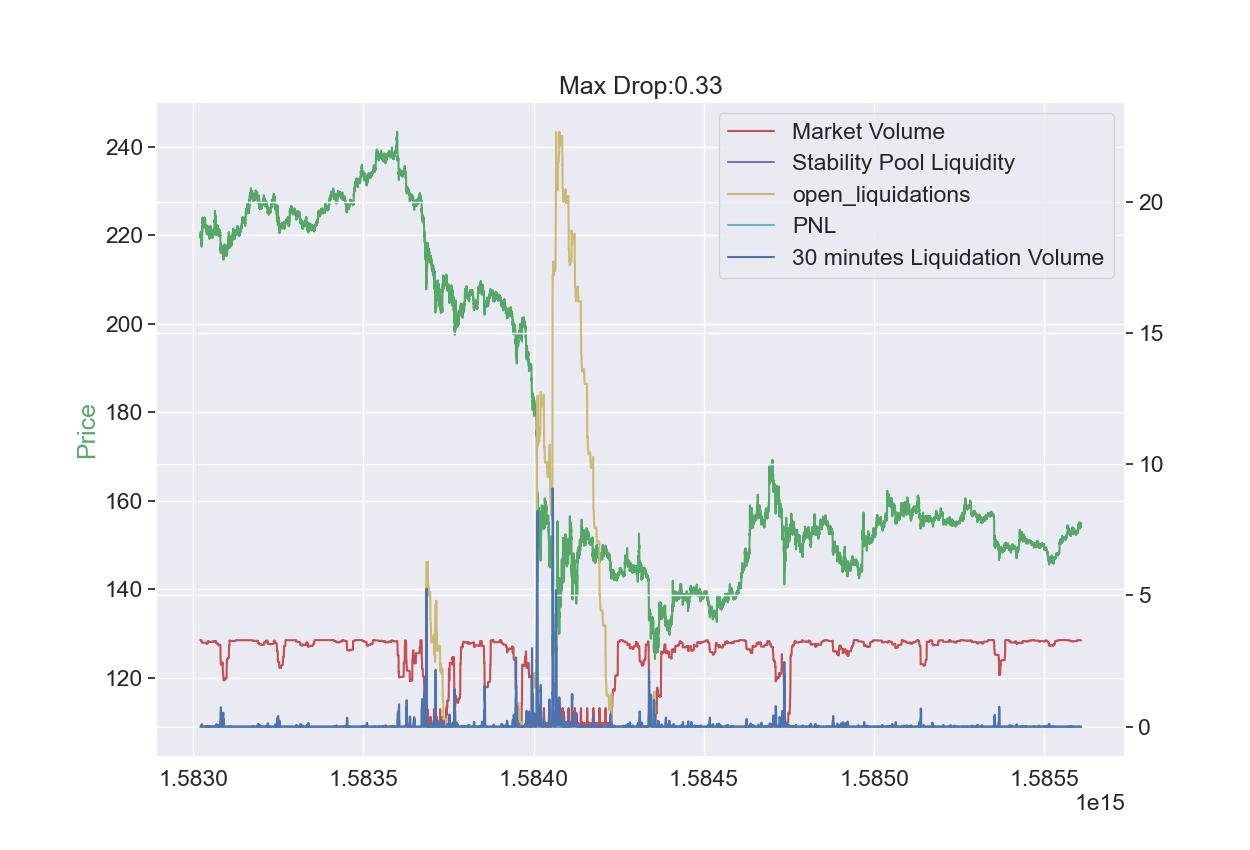 Max Drop:0.33
Market Volume
Stability Pool Liquidity
open_liquidations
PNL
30 minutes Liquidation Volume
Price
240
220
200
180
160
140
120
20
15
10
5
0
1.5830 1.5835 1.5840 1.5845 1.5850 1.5855
1e15